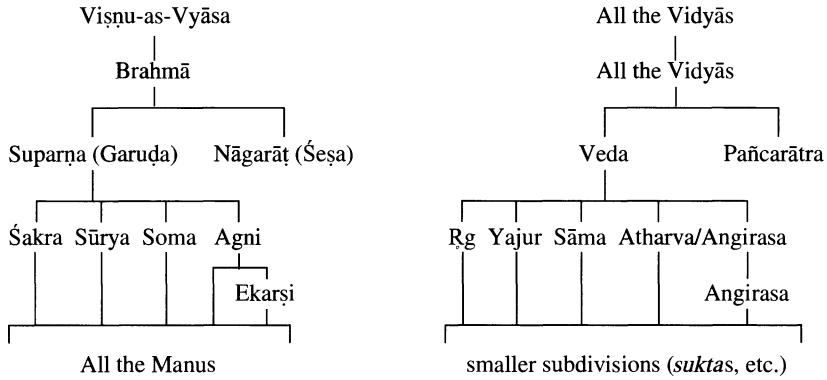 Viṣṇu-as-Vyāsa All the Vidyās
Brahmā All the Vidyās
Suparṇa (Garuḍa) Nāgarāṭ (Śeṣa) Veda Pañcarātra
Śakra Sūrya Soma Agni Ṛg Yajur Sāma Atharva/Angirasa
Ekarṣi Angirasa
All the Manus smaller subdivisions (suktas, etc.)